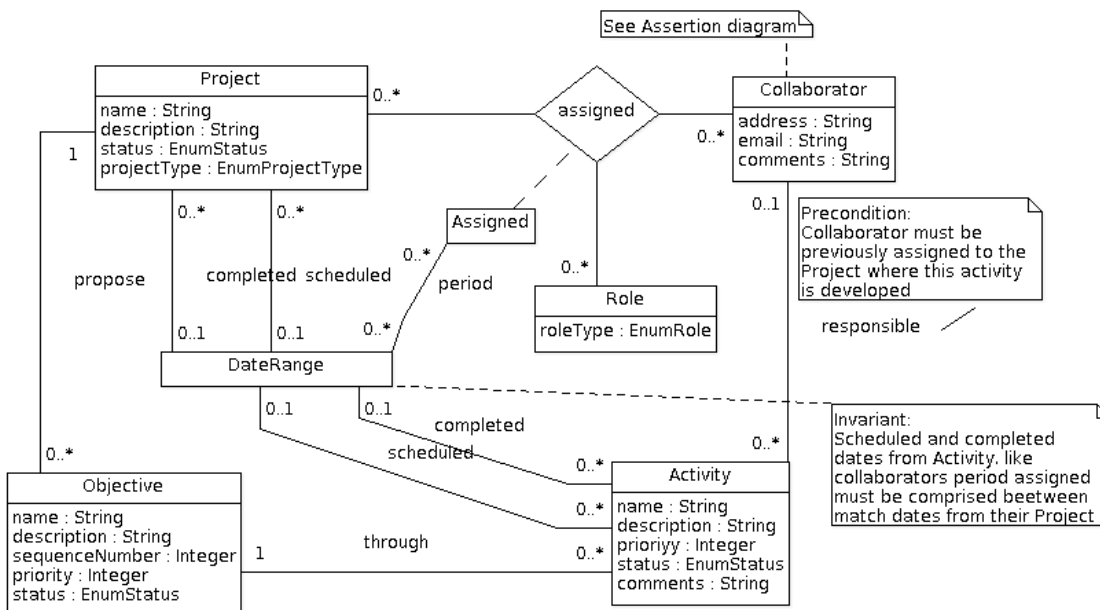 See Assertion diagram
Project
name : String
description : String
status : EnumStatus
projectType : EnumProjectType
0..*
assigned
0..*
Collaborator
address : String
email : String
comments : String
1
0..*
0..*
Assigned
0..1
Precondition:
Collaborator must be
previously assigned to the
Project where this activity
is developed
propose
completed
scheduled
0..*
period
0..*
Role
roleType : EnumRole
responsible
0..1
0..1
0..*
DateRange
0..1
0..1
completed
scheduled
Invariant:
Scheduled and completed
dates from Activity. like
collaborators period assigned
must be comprised beetween
match dates from their Project
0..*
0..*
0..*
0..*
Objective
name : String
description : String
sequenceNumber : Integer
priority : Integer
status : EnumStatus
through
1
0..*
Activity
name : String
description : String
prioriyy : Integer
status : EnumStatus
comments : String